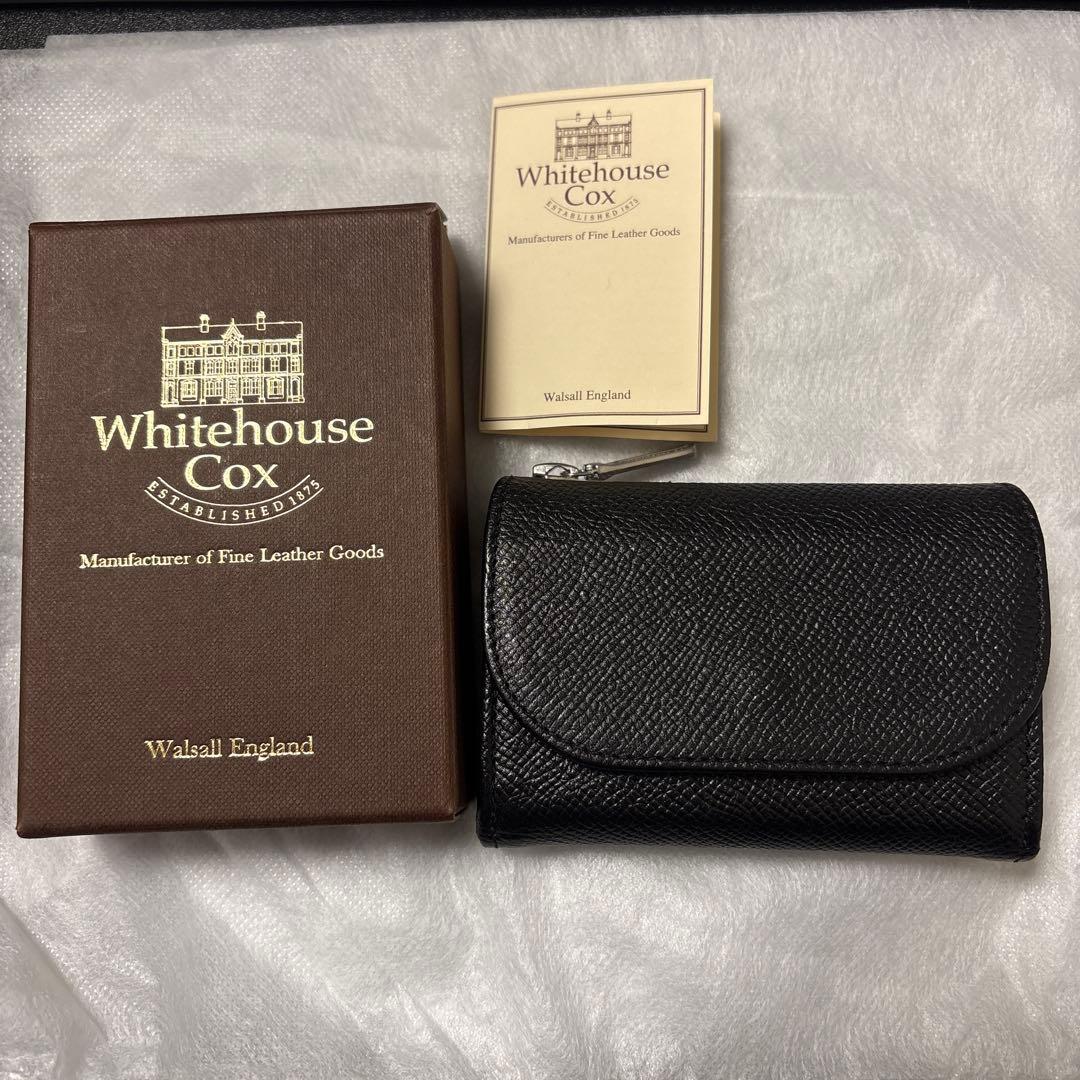 Whitehouse
Cox
ESTABLISHED 1875
Manufacturer of Fine Leather Goods
Walsall England
Whitehouse
Cox
ESTABLISHED 1875
Manufacturers of Fine Leather Goods
Walsall England